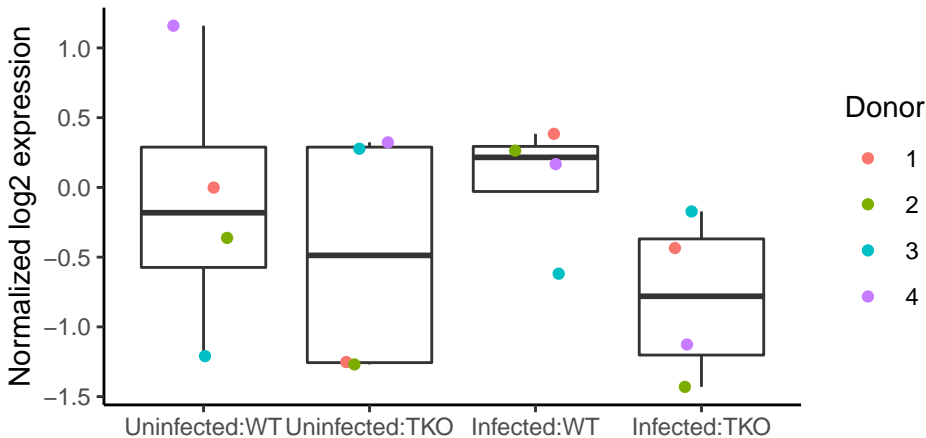 Normalized log2 expression
1.0
0.5
0.0
−0.5
−1.0
−1.5
Uninfected:WT
Uninfected:TKO
Infected:WT
Infected:TKO
Donor
1
2
3
4